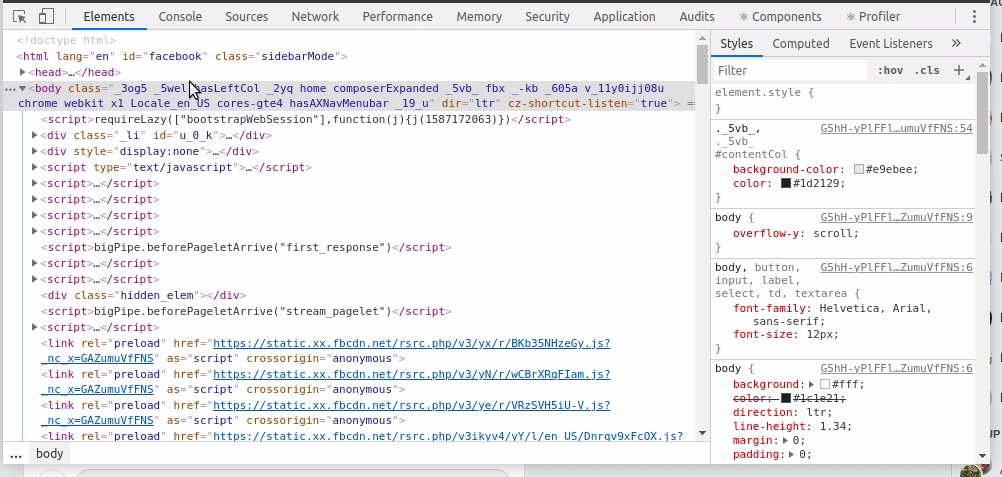 Elements Console Sources Network Performance Memory Security Application Audits Components Profiler
<!doctype html>
<html lang="en" id="facebook" class="sidebarMode">
<head>…</head>
<body class="_3og5 _5wel hasLeftCol _2yq home composerExpanded _5vb_ fbx _-kb _605a v_11y0ijj08u
chrome webkit x1 Locale_en_US cores-gte4 hasAXNavMenubar _19_u" dir="ltr" cz-shortcut-listen="true"> ==
<script>requireLazy(["bootstrapWebSession"],function(j){j(1587172063)})</script>
<div class="_li" id="u_0_k">…</div>
<div style="display:none">…</div>
<script type="text/javascript">…</script>
<script>…</script>
<script>…</script>
<script>…</script>
<script>…</script>
<script>bigPipe.beforePageletArrive("first_response")</script>
<script>…</script>
<script>…</script>
<div class="hidden_elem"></div>
<script>bigPipe.beforePageletArrive("stream_pagelet")</script>
<script>…</script>
<link rel="preload" href="https://static.xx.fbcdn.net/rsrc.php/v3/yx/r/BKb35NHzeGy.js?
_nc_x=GAZumuVfFNS" as="script" crossorigin="anonymous">
<link rel="preload" href="https://static.xx.fbcdn.net/rsrc.php/v3/yN/r/wCBrXRqFIam.js?
_nc_x=GAZumuVfFNS" as="script" crossorigin="anonymous">
<link rel="preload" href="https://static.xx.fbcdn.net/rsrc.php/v3/ye/r/VRzSVH5iU-V.js?
_nc_x=GAZumuVfFNS" as="script" crossorigin="anonymous">
<link rel="preload" href="https://static.xx.fbcdn.net/rsrc.php/v3ikyv4/yY/l/en_US/Dnrqv9xFcOX.js?
... body
Styles Computed Event Listeners »
Filter :hov .cls +
element.style {
}
._5vb_, G5hH-yPlFFl…umuVfFNS:54
._5vb_
#contentCol {
background-color: #e9ebee;
color: #1d2129;
}
body { G5hH-yPlFFl…ZumuVfFNS:9
overflow-y: scroll;
}
body, button, G5hH-yPlFFl…ZumuVfFNS:6
input, label,
select, td, textarea {
font-family: Helvetica, Arial,
sans-serif;
font-size: 12px;
}
body { G5hH-yPlFFl…ZumuVfFNS:6
background: #fff;
color: #1c1e21;
direction: ltr;
line-height: 1.34;
margin: 0;
padding: 0;